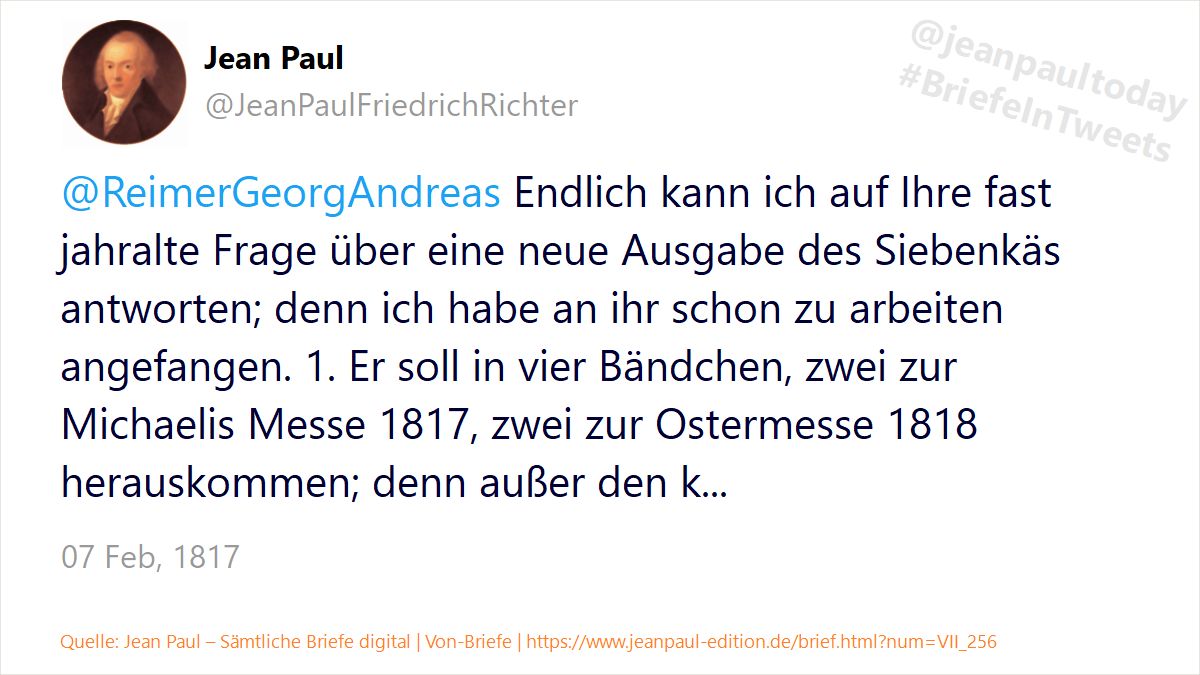 Jean Paul
@JeanPaulFriedrichRichter
@jeanpaultoday
#BriefeInTweets
@ReimerGeorgAndreas Endlich kann ich auf Ihre fast
jahralte Frage über eine neue Ausgabe des Siebenkäs
antworten; denn ich habe an ihr schon zu arbeiten
angefangen. 1. Er soll in vier Bändchen, zwei zur
Michaelis Messe 1817, zwei zur Ostermesse 1818
herauskommen; denn außer den k...
07 Feb, 1817
Quelle: Jean Paul – Sämtliche Briefe digital | Von-Briefe | https://www.jeanpaul-edition.de/brief.html?num=VII_256